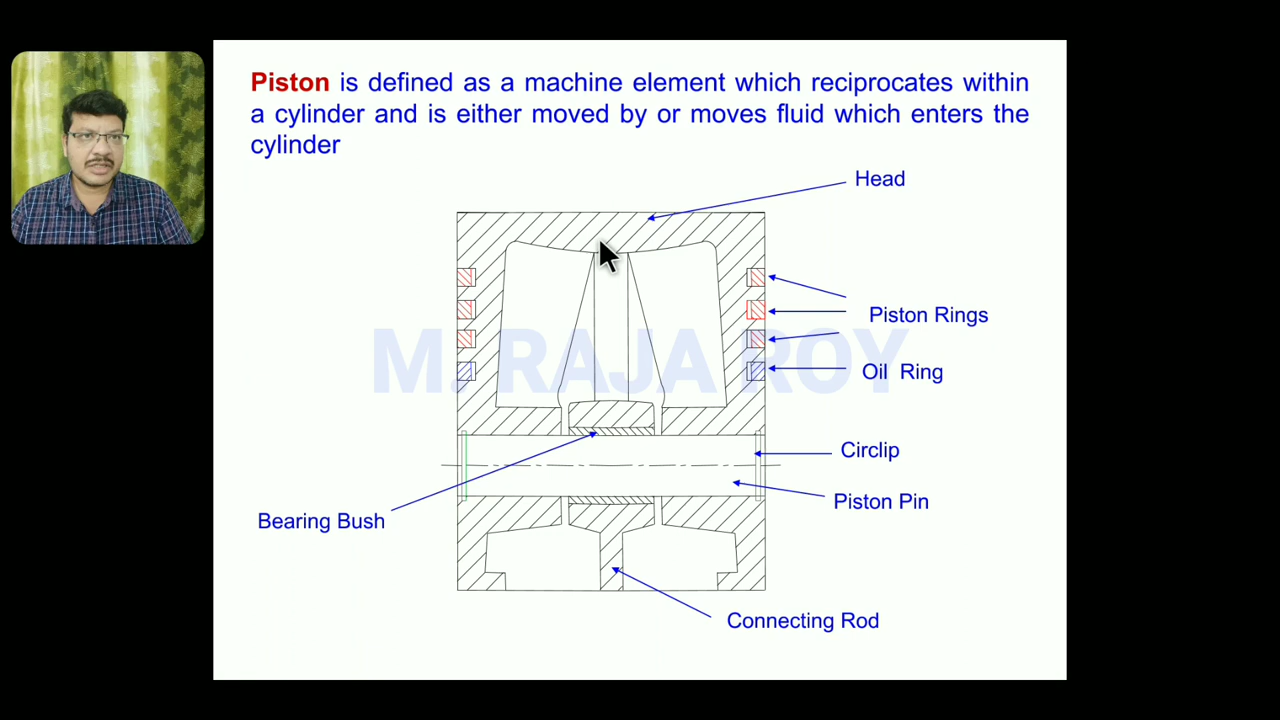 Piston is defined as a machine element which reciprocates within
a cylinder and is either moved by or moves fluid which enters the
cylinder
Head
Piston Rings
M. RAJA ROY
Oil Ring
Circlip
Piston Pin
Bearing Bush
Connecting Rod